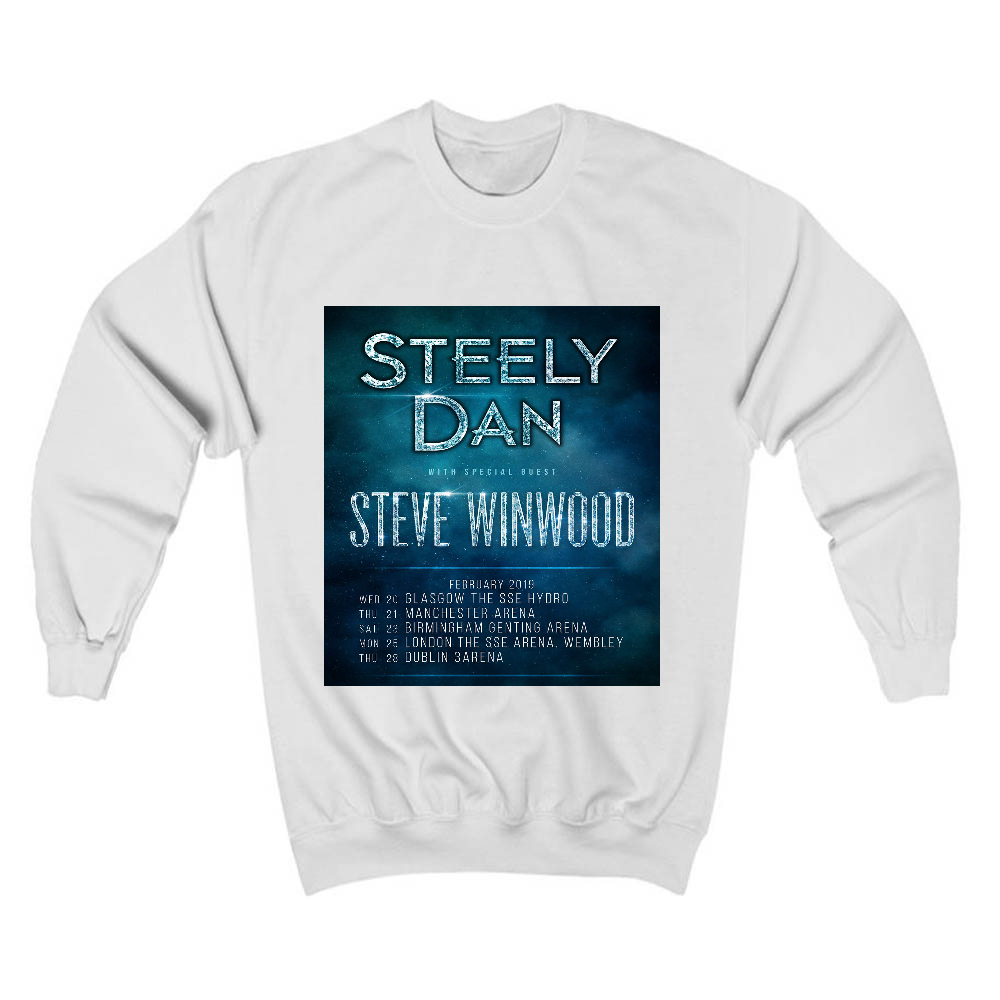 STEELY
DAN
WITH SPECIAL GUEST
STEVE WINWOOD
FEBRUARY 2019
WED 20 GLASGOW THE SSE HYDRO
THU 21 MANCHESTER ARENA
SAT 23 BIRMINGHAM GENTING ARENA
MON 25 LONDON THE SSE ARENA, WEMBLEY
THU 28 DUBLIN 3ARENA